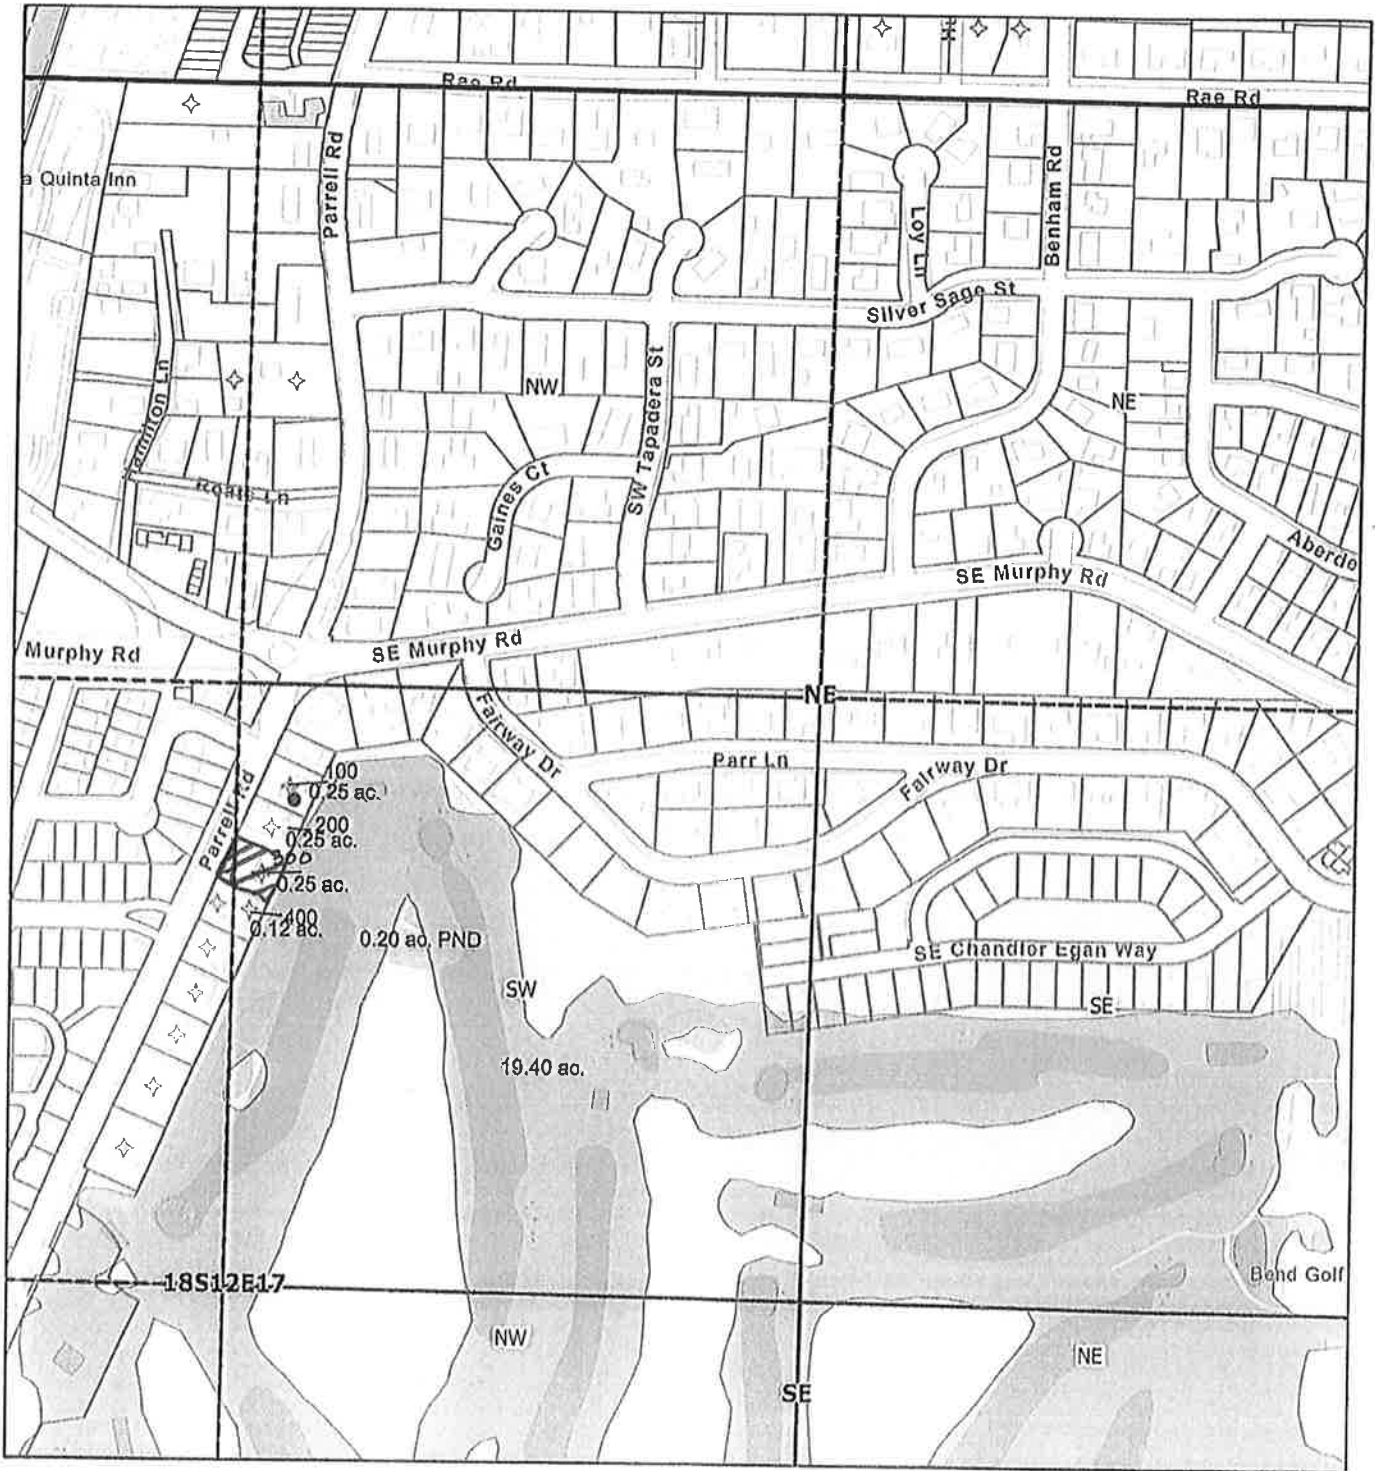 Rae Rd
Rae Rd
a Quinta Inn
Parrell Rd
Loy Ln
Benham Rd
Silver Sage St
NW
SW Tapadera St
NE
Gaines Ct
Aberde
SE Murphy Rd
Murphy Rd
SE Murphy Rd
NE
Fairway Dr
Parr Ln
Fairway Dr
Parrell Rd
100
0.25 ac.
200
0.25 ac.
300
0.25 ac.
400
0.12 ac.
0.20 ac. PND
SW
SE Chandler Egan Way
SE
19.40 ac.
18S12E17
Bend Golf
NW
NE
SE